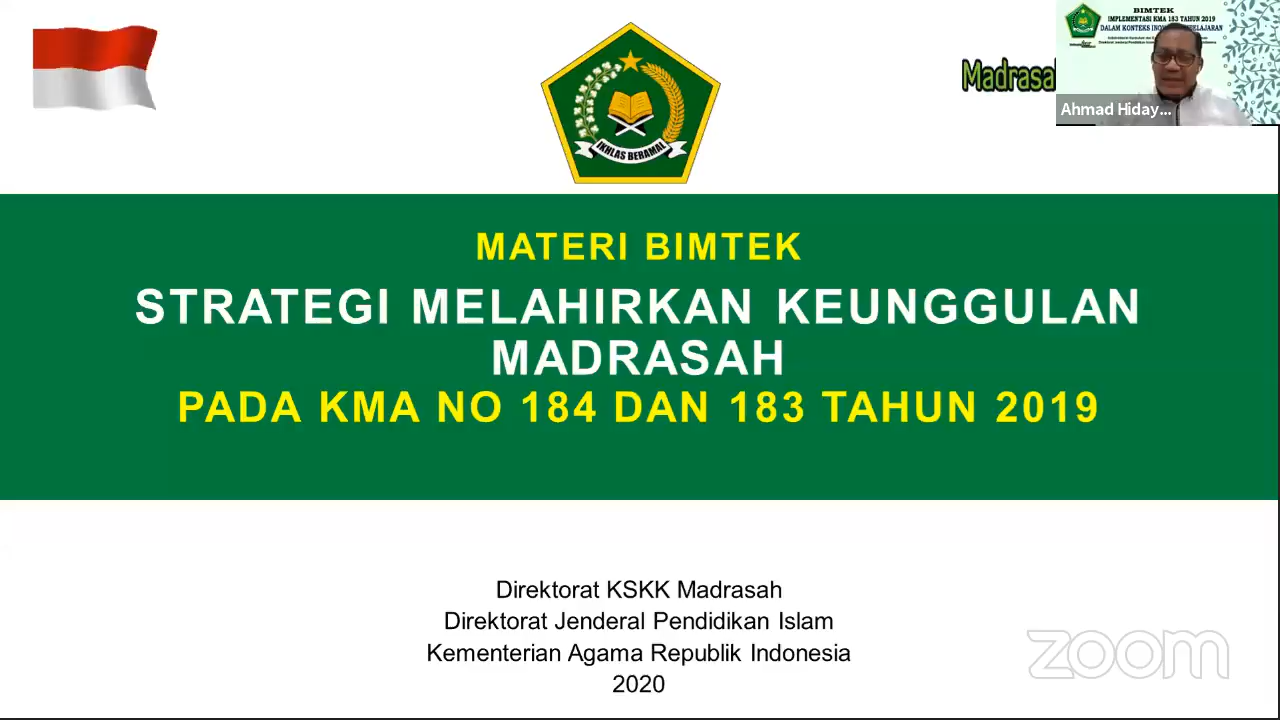 IKHLAS BERAMAL
BIMTEK
IMPLEMENTASI KMA 183 TAHUN 2019
Ahmad Hiday...
MATERI BIMTEK
STRATEGI MELAHIRKAN KEUNGGULAN
MADRASAH
PADA KMA NO 184 DAN 183 TAHUN 2019
Direktorat KSKK Madrasah
Direktorat Jenderal Pendidikan Islam
Kementerian Agama Republik Indonesia
2020
zoom